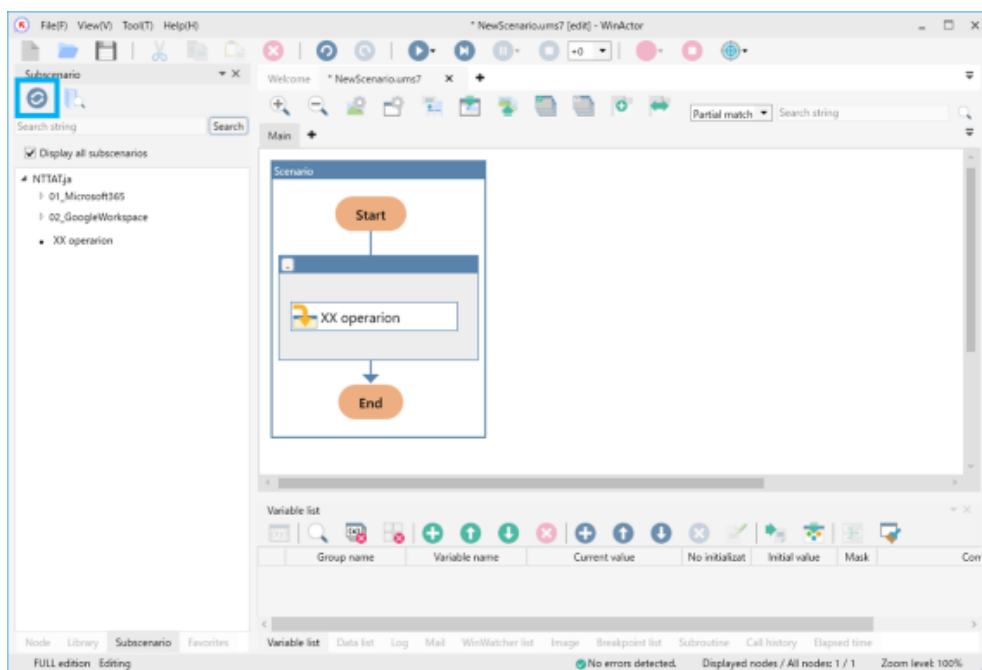 File(F) View(V) Tool(T) Help(H)
* NewScenario.ums7 [edit] - WinActor
+0
Subscenario
Welcome * NewScenario.ums7
Search string Search
Partial match Search string
Main
Display all subscenarios
NTTAT.ja
01_Microsoft365
02_GoogleWorkspace
XX operarion
Scenario
Start
XX operarion
End
Variable list
Group name Variable name Current value No initializat Initial value Mask Com
Node Library Subscenario Favorites
Variable list Data list Log Mail WinWatcher list Image Breakpoint list Subroutine Call history Elapsed time
FULL edition Editing
No errors detected. Displayed nodes / All nodes: 1 / 1 Zoom level: 100%